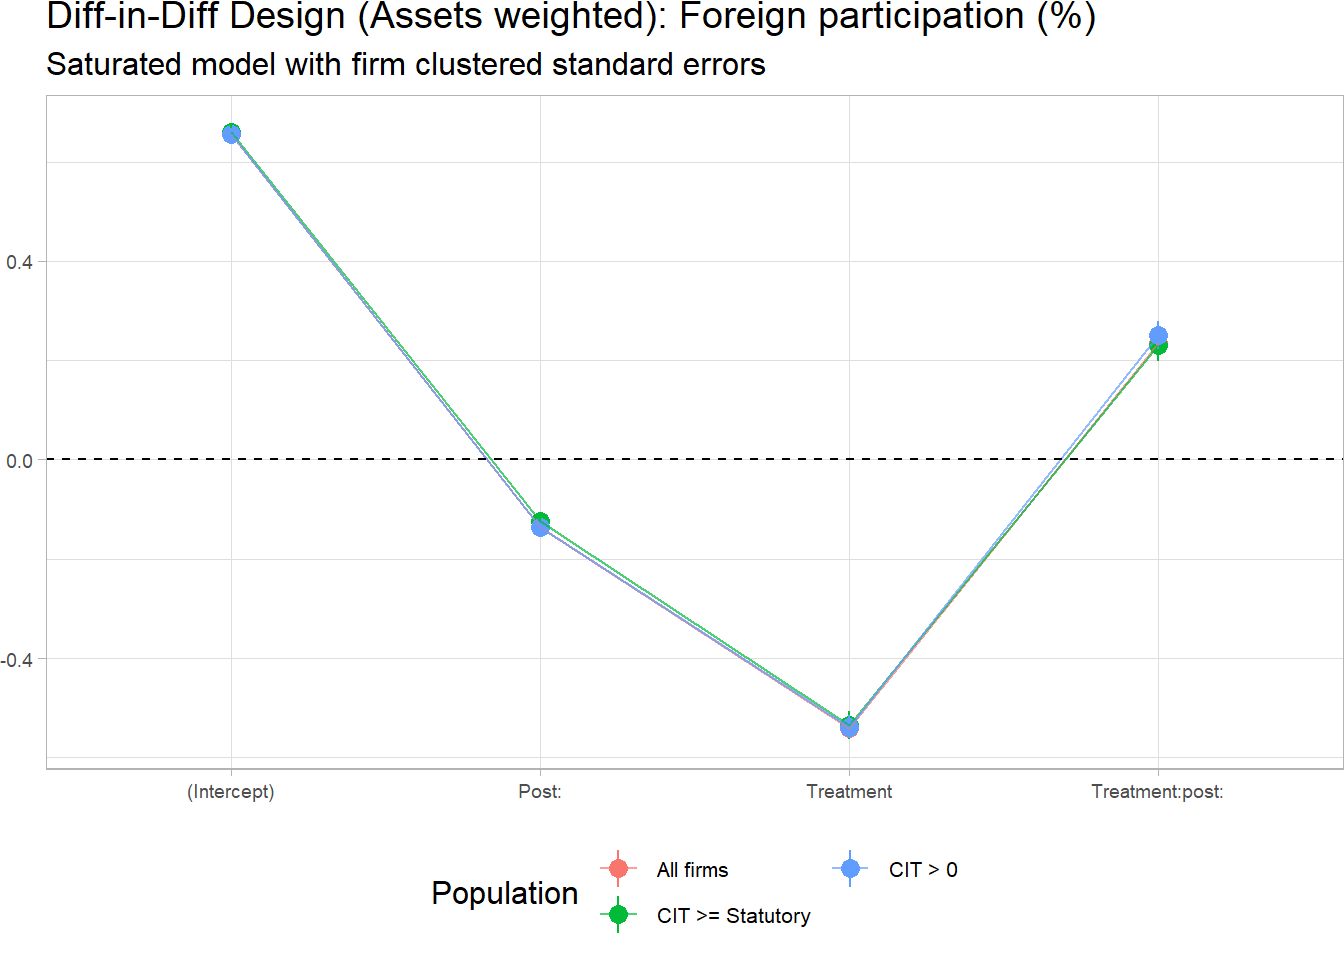 Diff-in-Diff Design (Assets weighted): Foreign participation (%)
Saturated model with firm clustered standard errors
0.4
0.0
-0.4
(Intercept)
Post:
Treatment
Treatment:post:
Population
All firms
CIT > 0
CIT >= Statutory